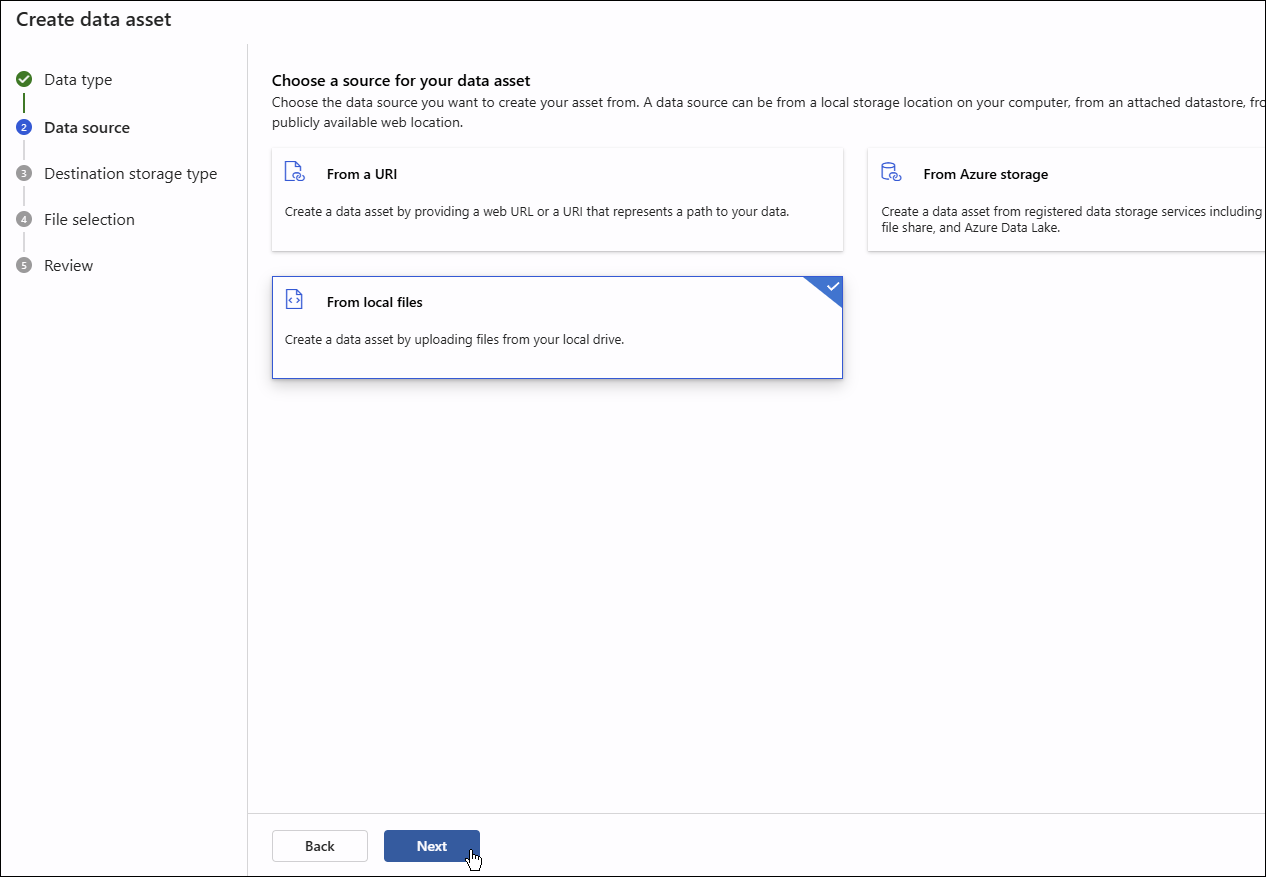 Create data asset
Data type
2 Data source
3 Destination storage type
4 File selection
5 Review
Choose a source for your data asset
Choose the data source you want to create your asset from. A data source can be from a local storage location on your computer, from an attached datastore,
publicly available web location.
From a URI
Create a data asset by providing a web URL or a URI that represents a path to your data.
From Azure storage
Create a data asset from registered data storage services including
file share, and Azure Data Lake.
From local files
Create a data asset by uploading files from your local drive.
Back
Next